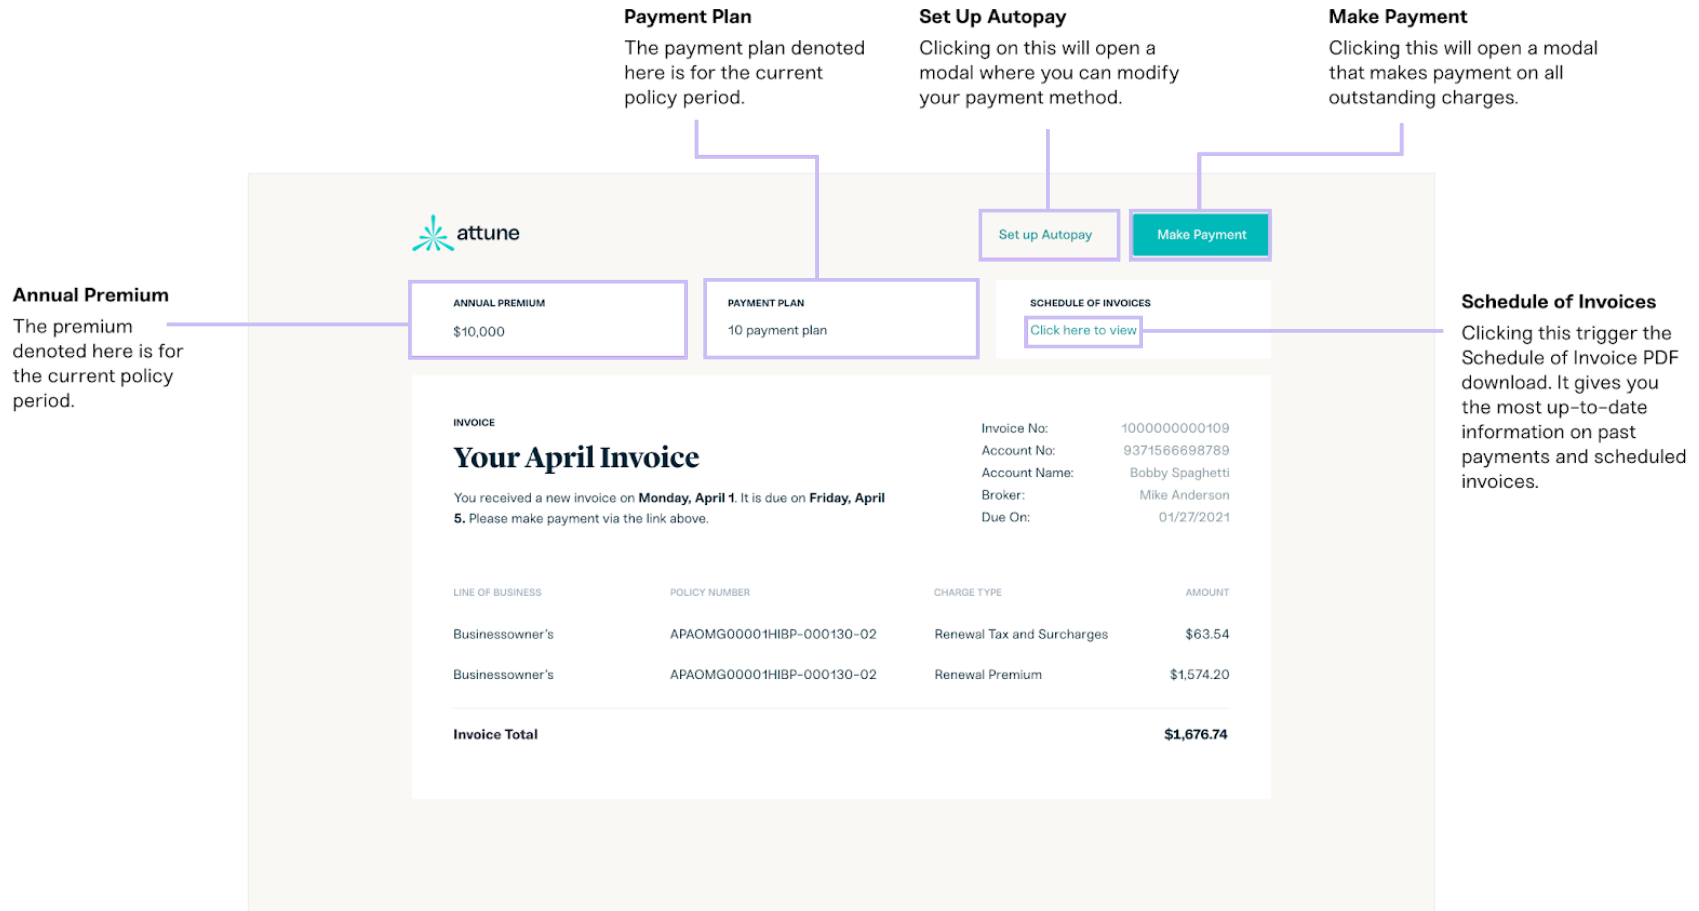 Payment Plan
The payment plan denoted
here is for the current
policy period.
Set Up Autopay
Clicking on this will open a
modal where you can modify
your payment method.
Make Payment
Clicking this will open a modal
that makes payment on all
outstanding charges.
attune
Set up Autopay
Make Payment
Annual Premium
The premium
denoted here is for
the current policy
period.
ANNUAL PREMIUM
$10,000
PAYMENT PLAN
10 payment plan
SCHEDULE OF INVOICES
Click here to view
Schedule of Invoices
Clicking this trigger the
Schedule of Invoice PDF
download. It gives you
the most up-to-date
information on past
payments and scheduled
invoices.
INVOICE
Your April Invoice
You received a new invoice on Monday, April 1. It is due on Friday, April
5. Please make payment via the link above.
Invoice No: 1000000000109
Account No: 9371566698789
Account Name: Bobby Spaghetti
Broker: Mike Anderson
Due On: 01/27/2021
LINE OF BUSINESS POLICY NUMBER CHARGE TYPE AMOUNT
Businessowner's APAOMG00001HIBP-000130-02 Renewal Tax and Surcharges $63.54
Businessowner's APAOMG00001HIBP-000130-02 Renewal Premium $1,574.20
Invoice Total $1,676.74